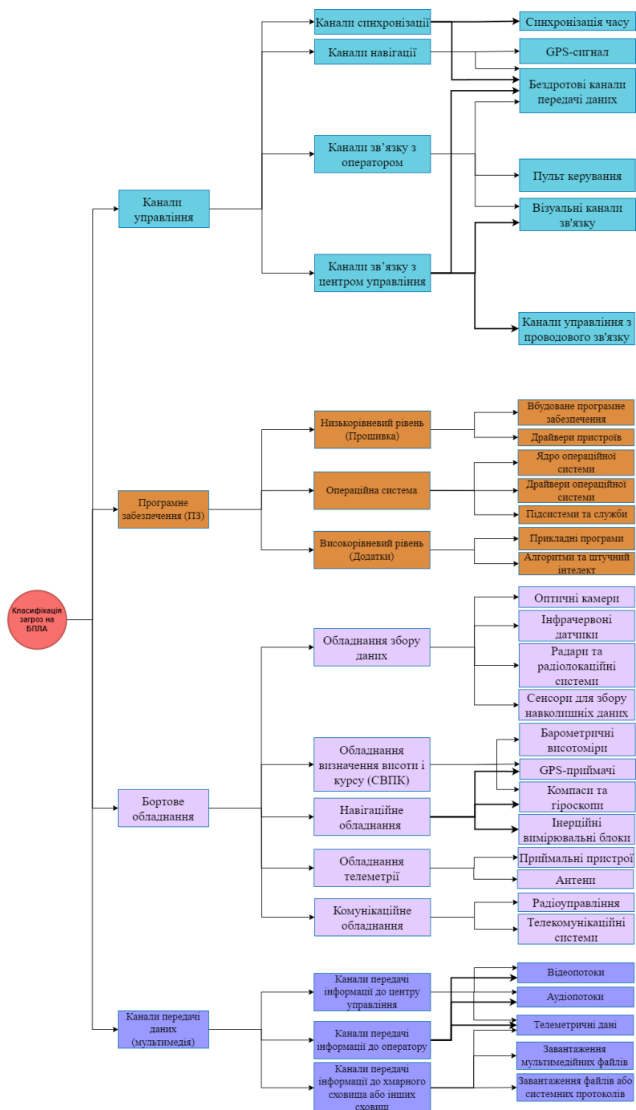 Канали синхронізації
Синхронізація часу
Канали навігації
GPS-сигнал
Бездротові канали
передачі даних
Канали зв’язку з
оператором
Пульт керування
Канали
управління
Візуальні канали
зв'язку
Канали зв’язку з
центром управління
Канали управління з
проводового зв'язку
Низькорівневий рівень
(Прошивка)
Вбудоване програмне
забезпечення
Драйвери пристроїв
Програмне
забезпечення (ПЗ)
Операційна система
Ядро операційної
системи
Драйвери операційної
системи
Підсистеми та служби
Високорівневий рівень
(Додатки)
Прикладні програми
Алгоритми та штучний
інтелект
Класифікація
загроз на
БПЛА
Обладнання збору
даних
Оптичні камери
Інфрачервоні
датчики
Радари та
радіолокаційні
системи
Сенсори для збору
навколишніх даних
Бортове
обладнання
Обладнання
визначення висоти і
курсу (СВПК)
Барометричні
висотоміри
GPS-приймачі
Навігаційне
обладнання
Компаси та
гіроскопи
Інерційні
вимірювальні блоки
Обладнання
телеметрії
Приймальні пристрої
Антени
Комунікаційне
обладнання
Радіоуправління
Телекомунікаційні
системи
Канали передачі
даних
(мультимедія)
Канали передачі
інформації до центру
управління
Відеопотоки
Аудіопотоки
Канали передачі
інформації до оператору
Телеметричні дані
Канали передачі
інформації до хмарного
сховища або інших
сховищ
Завантаження
мультимедійних файлів
Завантаження файлів або
системних протоколів